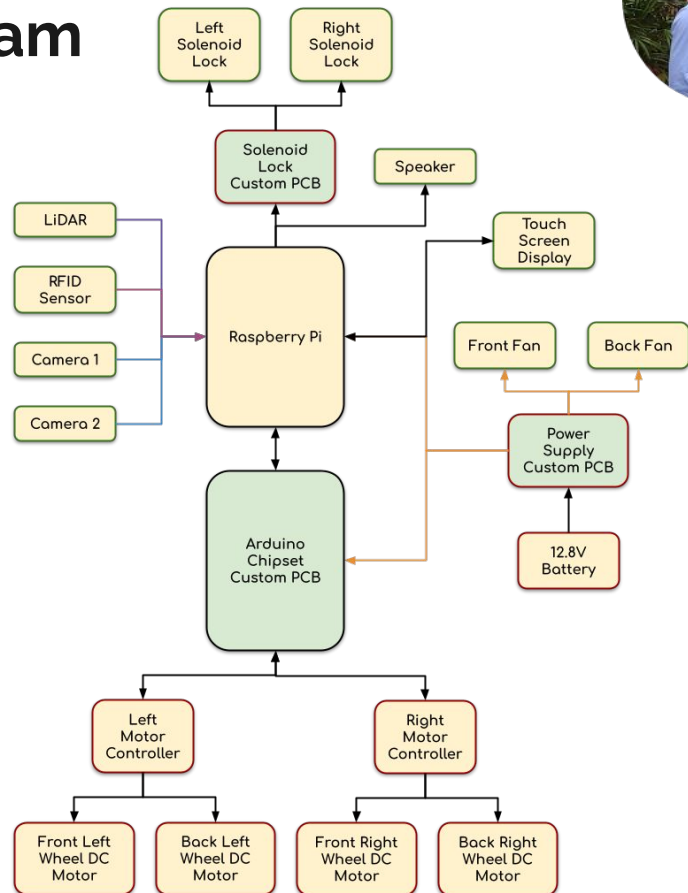 am
Left
Solenoid
Lock
Right
Solenoid
Lock
Solenoid
Lock
Custom PCB
Speaker
LiDAR
Touch
Screen
Display
RFID
Sensor
Raspberry Pi
Front Fan
Back Fan
Camera 1
Camera 2
Power
Supply
Custom PCB
Arduino
Chipset
Custom PCB
12.8V
Battery
Left
Motor
Controller
Right
Motor
Controller
Front Left
Wheel DC
Motor
Back Left
Wheel DC
Motor
Front Right
Wheel DC
Motor
Back Right
Wheel DC
Motor